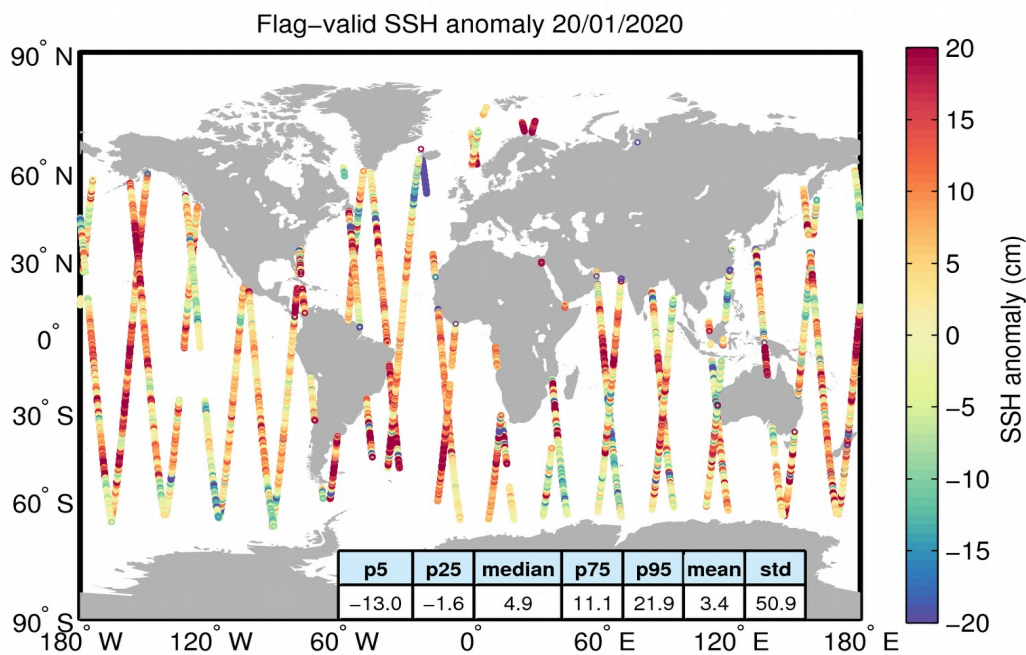 Flag−valid SSH anomaly 20/01/2020
90° N
60° N
30° N
0°
30° S
60° S
90° S
180° W 120° W 60° W 0° 60° E 120° E 180° E
p5 p25 median p75 p95 mean std
−13.0 −1.6 4.9 11.1 21.9 3.4 50.9
20
15
10
5
0
−5
−10
−15
−20
SSH anomaly (cm)